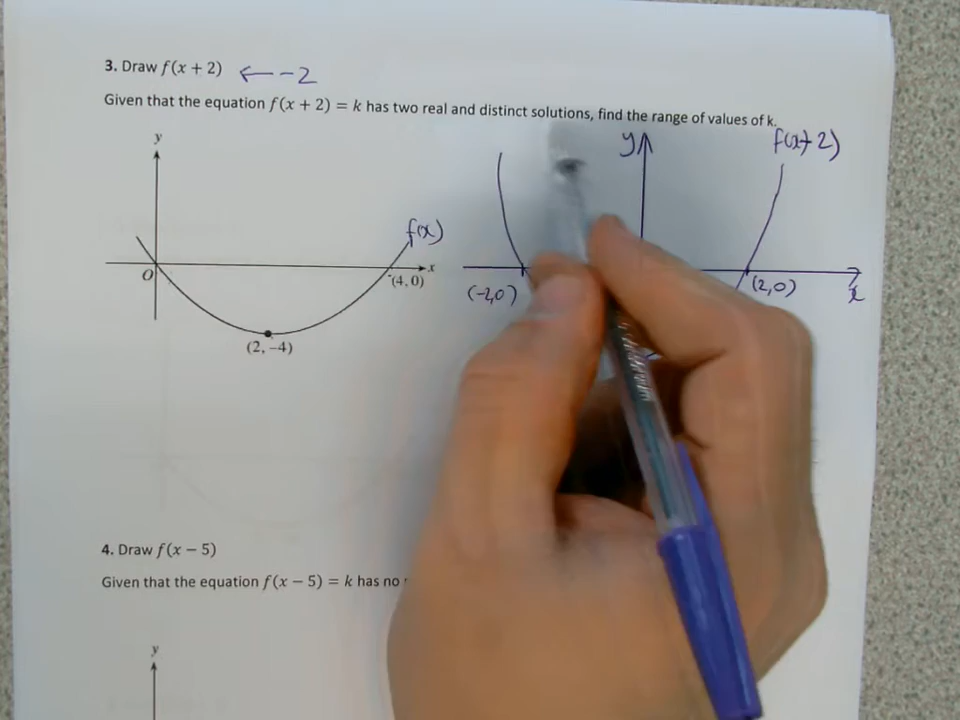 3. Draw f(x + 2) ← −2
Given that the equation f(x + 2) = k has two real and distinct solutions, find the range of values of k.
y
f(x)
O
x
(4, 0)
(2, −4)
y
f(x+2)
(-2,0)
(2,0)
x
4. Draw f(x − 5)
Given that the equation f(x − 5) = k has no
y